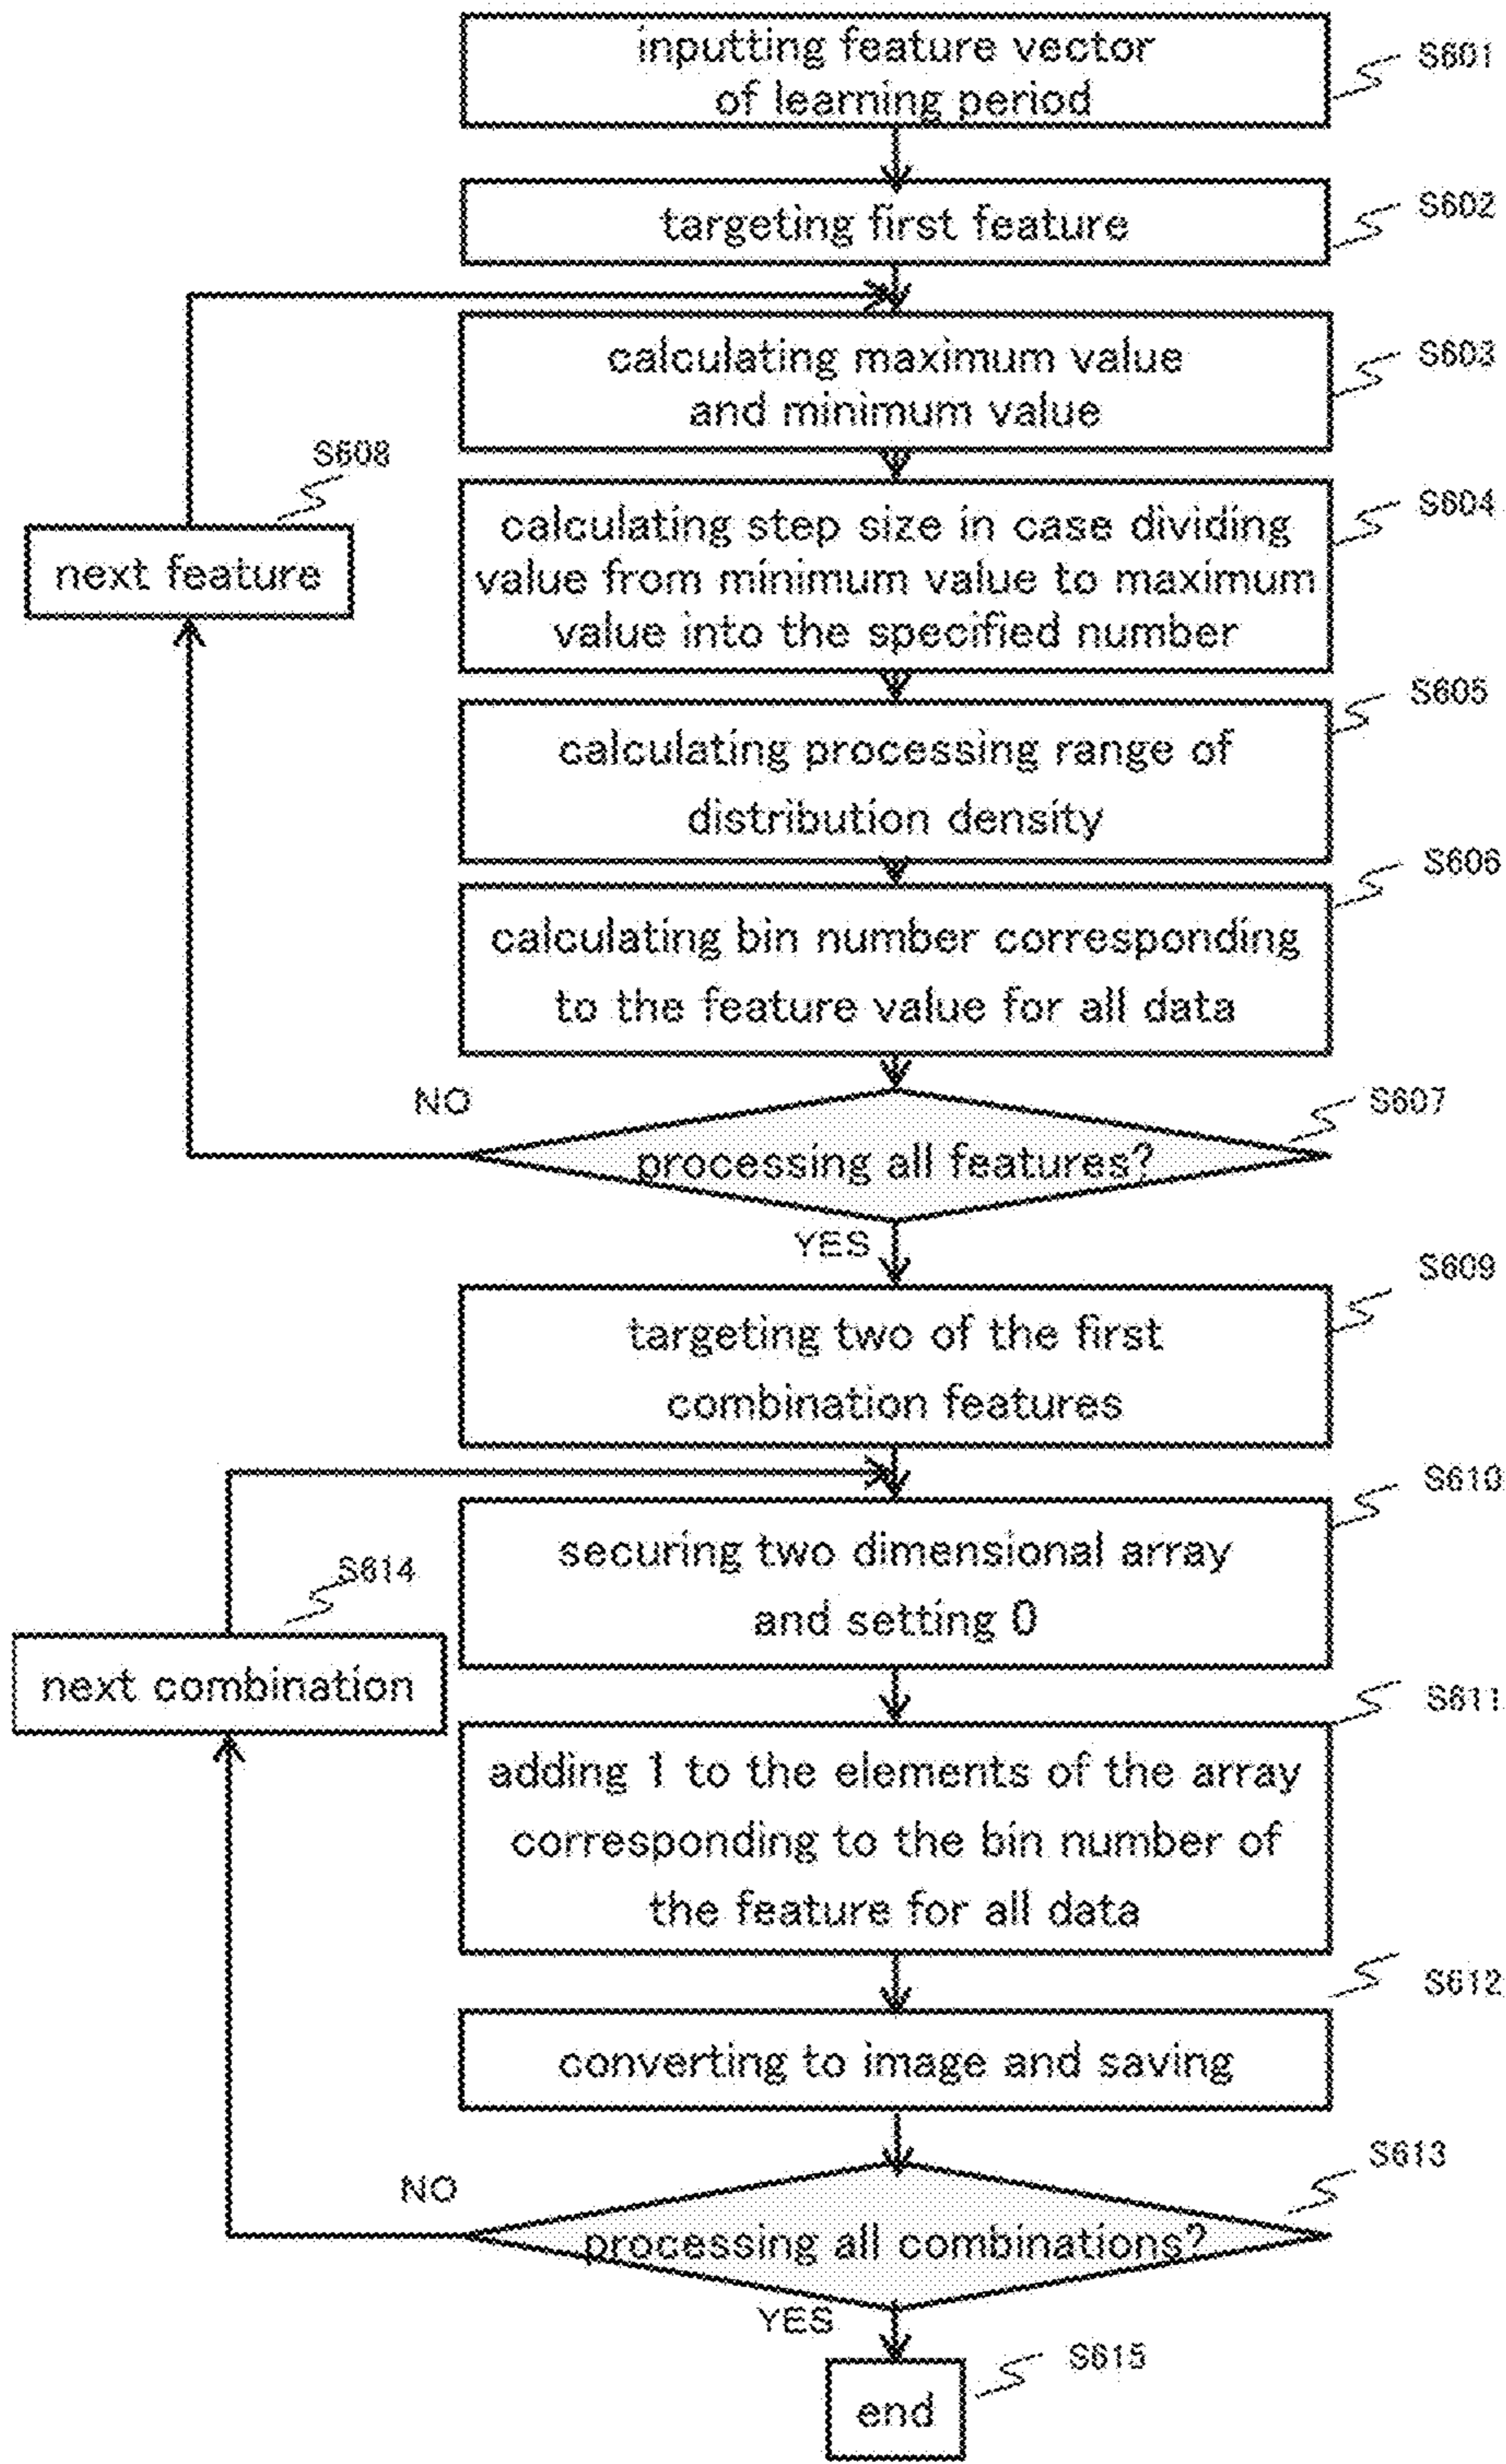 inputting feature vector
of learning period
S601
targeting first feature
S602
calculating maximum value
and minimum value
S603
S608
next feature
calculating step size in case dividing
value from minimum value to maximum
value into the specified number
S604
calculating processing range of
distribution density
S605
calculating bin number corresponding
to the feature value for all data
S606
NO
processing all features?
S607
YES
targeting two of the first
combination features
S609
securing two dimensional array
and setting 0
S610
S614
next combination
adding 1 to the elements of the array
corresponding to the bin number of
the feature for all data
S611
converting to image and saving
S612
NO
processing all combinations?
S613
YES
end
S615